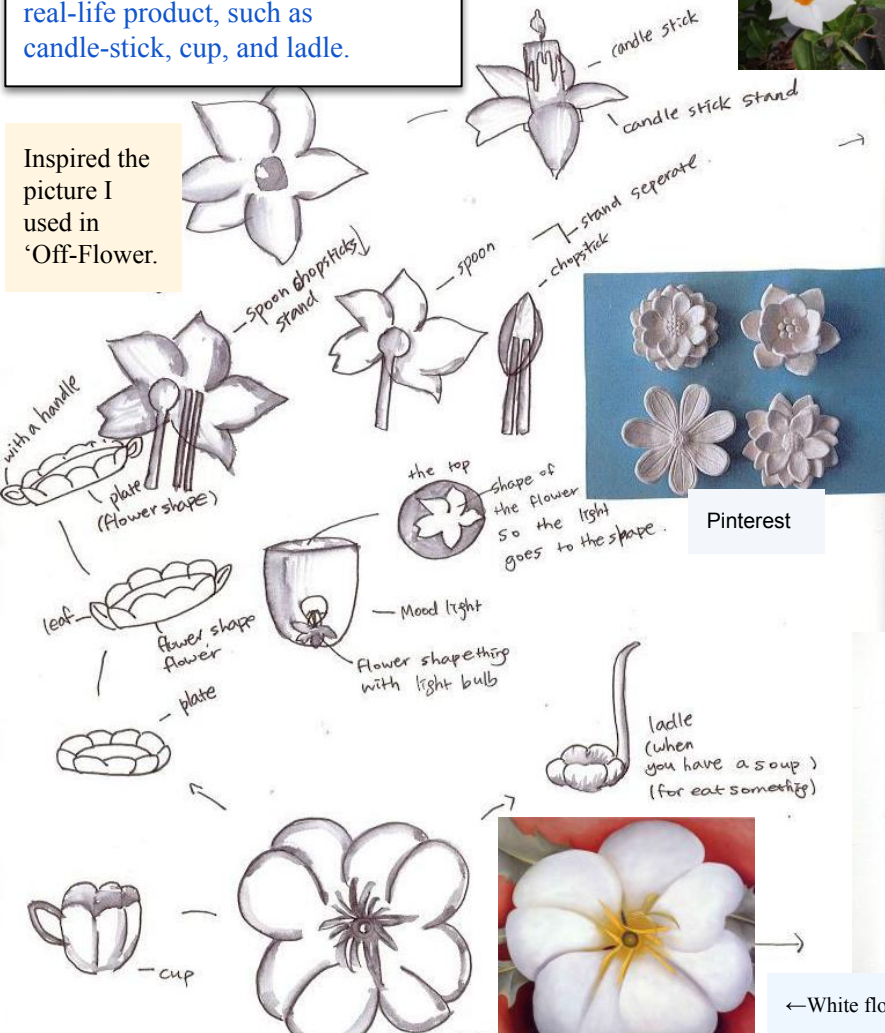 real-life product, such as
candle-stick, cup, and ladle.
candle stick
candle stick stand
Inspired the
picture I
used in
‘Off-Flower.
stand seperate.
spoon
chopstick
spoon chopsticks
stand
with a handle
plate
(flower shape)
the top
shape of
the flower
so the light
goes to the shape.
Pinterest
leaf
flower shape
flower
Mood light
flower shape thing
with light bulb
plate
ladle
(when
you have a soup)
(for eat something)
cup
←White flo